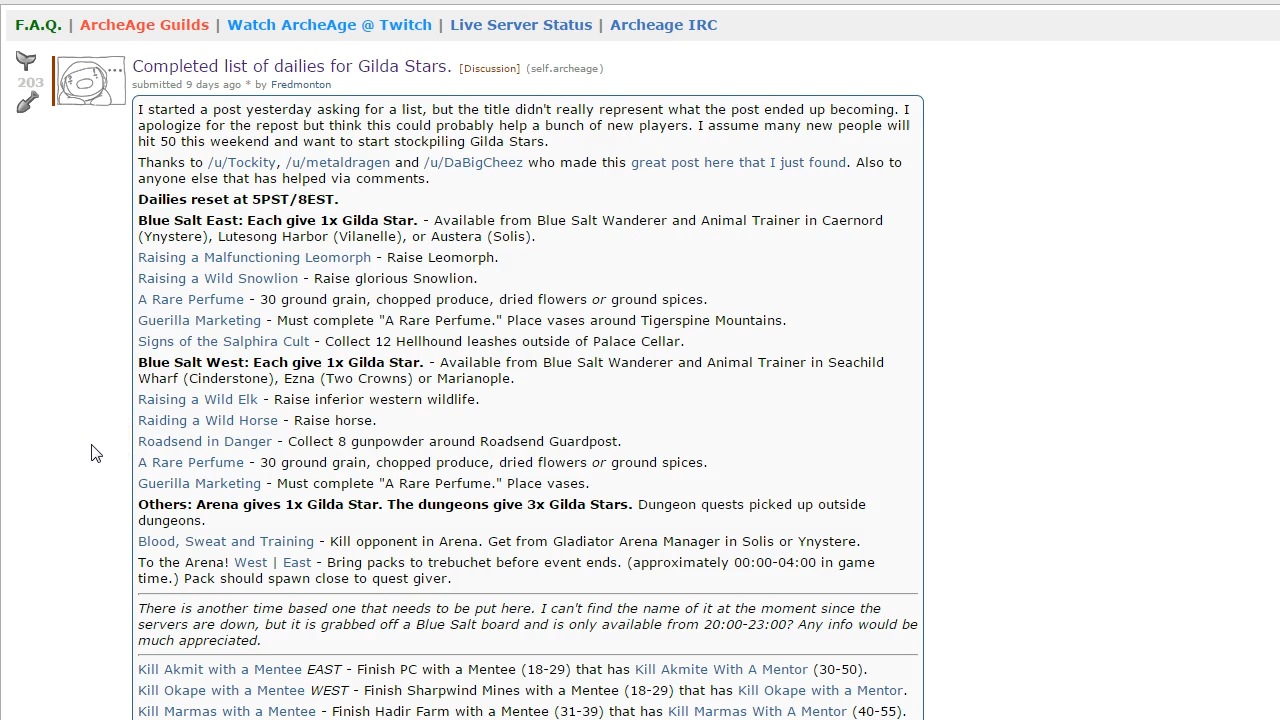 F.A.Q. | ArcheAge Guilds | Watch ArcheAge @ Twitch | Live Server Status | Archeage IRC
203
Completed list of dailies for Gilda Stars. [Discussion] (self.archeage)
submitted 9 days ago * by Fredmonton
I started a post yesterday asking for a list, but the title didn't really represent what the post ended up becoming. I
apologize for the repost but think this could probably help a bunch of new players. I assume many new people will
hit 50 this weekend and want to start stockpiling Gilda Stars.
Thanks to /u/Tockity, /u/metaldragen and /u/DaBigCheez who made this great post here that I just found. Also to
anyone else that has helped via comments.
Dailies reset at 5PST/8EST.
Blue Salt East: Each give 1x Gilda Star. - Available from Blue Salt Wanderer and Animal Trainer in Caernord
(Ynystere), Lutesong Harbor (Vilanelle), or Austera (Solis).
Raising a Malfunctioning Leomorph - Raise Leomorph.
Raising a Wild Snowlion - Raise glorious Snowlion.
A Rare Perfume - 30 ground grain, chopped produce, dried flowers or ground spices.
Guerilla Marketing - Must complete "A Rare Perfume." Place vases around Tigerspine Mountains.
Signs of the Salphira Cult - Collect 12 Hellhound leashes outside of Palace Cellar.
Blue Salt West: Each give 1x Gilda Star. - Available from Blue Salt Wanderer and Animal Trainer in Seachild
Wharf (Cinderstone), Ezna (Two Crowns) or Marianople.
Raising a Wild Elk - Raise inferior western wildlife.
Raiding a Wild Horse - Raise horse.
Roadsend in Danger - Collect 8 gunpowder around Roadsend Guardpost.
A Rare Perfume - 30 ground grain, chopped produce, dried flowers or ground spices.
Guerilla Marketing - Must complete "A Rare Perfume." Place vases.
Others: Arena gives 1x Gilda Star. The dungeons give 3x Gilda Stars. Dungeon quests picked up outside
dungeons.
Blood, Sweat and Training - Kill opponent in Arena. Get from Gladiator Arena Manager in Solis or Ynystere.
To the Arena! West | East - Bring packs to trebuchet before event ends. (approximately 00:00-04:00 in game
time.) Pack should spawn close to quest giver.
There is another time based one that needs to be put here. I can't find the name of it at the moment since the
servers are down, but it is grabbed off a Blue Salt board and is only available from 20:00-23:00? Any info would be
much appreciated.
Kill Akmit with a Mentee EAST - Finish PC with a Mentee (18-29) that has Kill Akmite With A Mentor (30-50).
Kill Okape with a Mentee WEST - Finish Sharpwind Mines with a Mentee (18-29) that has Kill Okape with a Mentor.
Kill Marmas with a Mentee - Finish Hadir Farm with a Mentee (31-39) that has Kill Marmas With A Mentor (40-55).